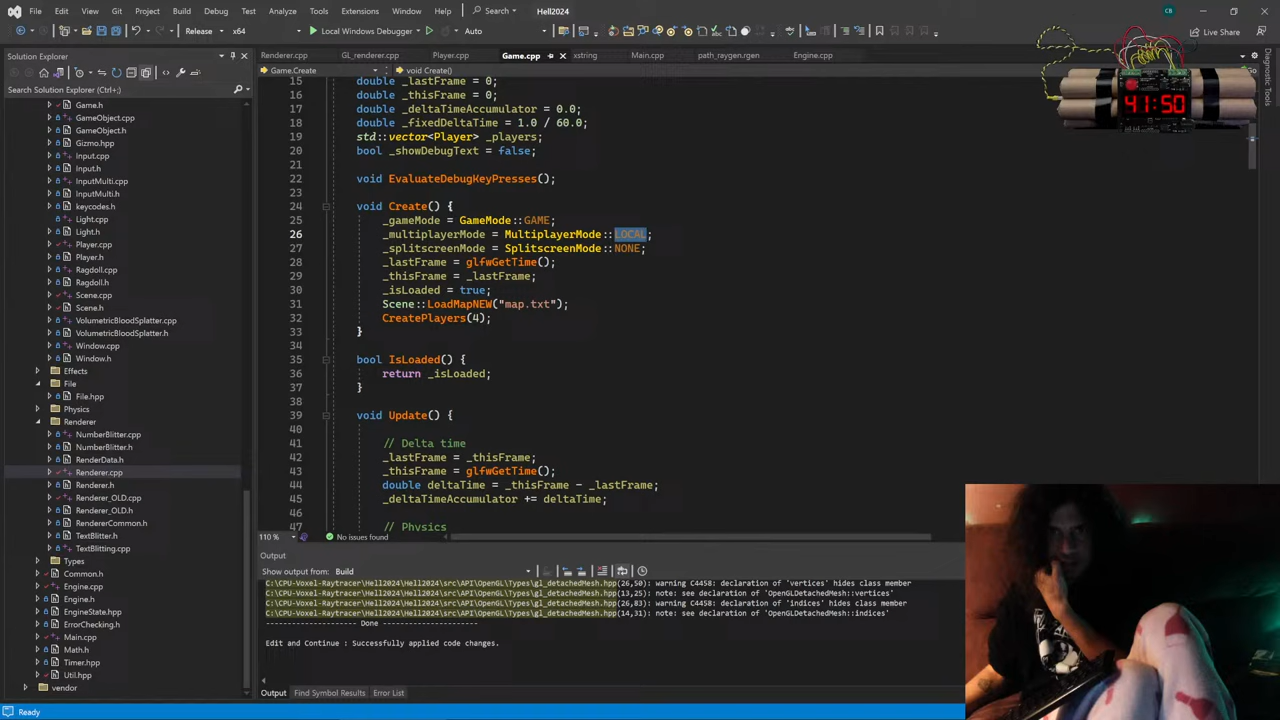 File Edit View Git Project Build Debug Test Analyze Tools Extensions Window Help Search Hell2024 CB
Release x64 Local Windows Debugger Auto Live Share
Solution Explorer
Search Solution Explorer (Ctrl+;)
Game.h
GameObject.cpp
GameObject.h
Gizmo.hpp
Input.cpp
Input.h
InputMulti.cpp
InputMulti.h
keycodes.h
Light.cpp
Light.h
Player.cpp
Player.h
Ragdoll.cpp
Ragdoll.h
Scene.cpp
Scene.h
VolumetricBloodSplatter.cpp
VolumetricBloodSplatter.h
Window.cpp
Window.h
Effects
File
File.hpp
Physics
Renderer
NumberBlitter.cpp
NumberBlitter.h
RenderData.h
Renderer.cpp
Renderer.h
Renderer_OLD.cpp
Renderer_OLD.h
RendererCommon.h
TextBlitter.h
TextBlitting.cpp
Types
Common.h
Engine.cpp
Engine.h
EngineState.hpp
ErrorChecking.h
Main.cpp
Math.h
Timer.hpp
Util.hpp
vendor
Renderer.cpp GL_renderer.cpp Player.cpp Game.cpp xstring Main.cpp path_raygen.rgen Engine.cpp
Game.Create void Create()
15 double _lastFrame = 0;
16 double _thisFrame = 0;
17 double _deltaTimeAccumulator = 0.0;
18 double _fixedDeltaTime = 1.0 / 60.0;
19 std::vector<Player> _players;
20 bool _showDebugText = false;
21
22 void EvaluateDebugKeyPresses();
23
24 void Create() {
25 _gameMode = GameMode::GAME;
26 _multiplayerMode = MultiplayerMode::LOCAL;
27 _splitscreenMode = SplitscreenMode::NONE;
28 _lastFrame = glfwGetTime();
29 _thisFrame = _lastFrame;
30 _isLoaded = true;
31 Scene::LoadMapNEW("map.txt");
32 CreatePlayers(4);
33 }
34
35 bool IsLoaded() {
36 return _isLoaded;
37 }
38
39 void Update() {
40
41 // Delta time
42 _lastFrame = _thisFrame;
43 _thisFrame = glfwGetTime();
44 double deltaTime = _thisFrame - _lastFrame;
45 _deltaTimeAccumulator += deltaTime;
46
47 // Physics
110 % No issues found
Output
Show output from: Build
C:\CPU-Voxel-Raytracer\Hell2024\Hell2024\src\API\OpenGL\Types\gl_detachedMesh.hpp(26,50): warning C4458: declaration of 'vertices' hides class member
C:\CPU-Voxel-Raytracer\Hell2024\Hell2024\src\API\OpenGL\Types\gl_detachedMesh.hpp(13,25): note: see declaration of 'OpenGLDetachedMesh::vertices'
C:\CPU-Voxel-Raytracer\Hell2024\Hell2024\src\API\OpenGL\Types\gl_detachedMesh.hpp(26,83): warning C4458: declaration of 'indices' hides class member
C:\CPU-Voxel-Raytracer\Hell2024\Hell2024\src\API\OpenGL\Types\gl_detachedMesh.hpp(14,31): note: see declaration of 'OpenGLDetachedMesh::indices'
-------------------- Done -----------------------
Edit and Continue : Successfully applied code changes.
Output Find Symbol Results Error List
Ready
41:50
Diagnostic Tools